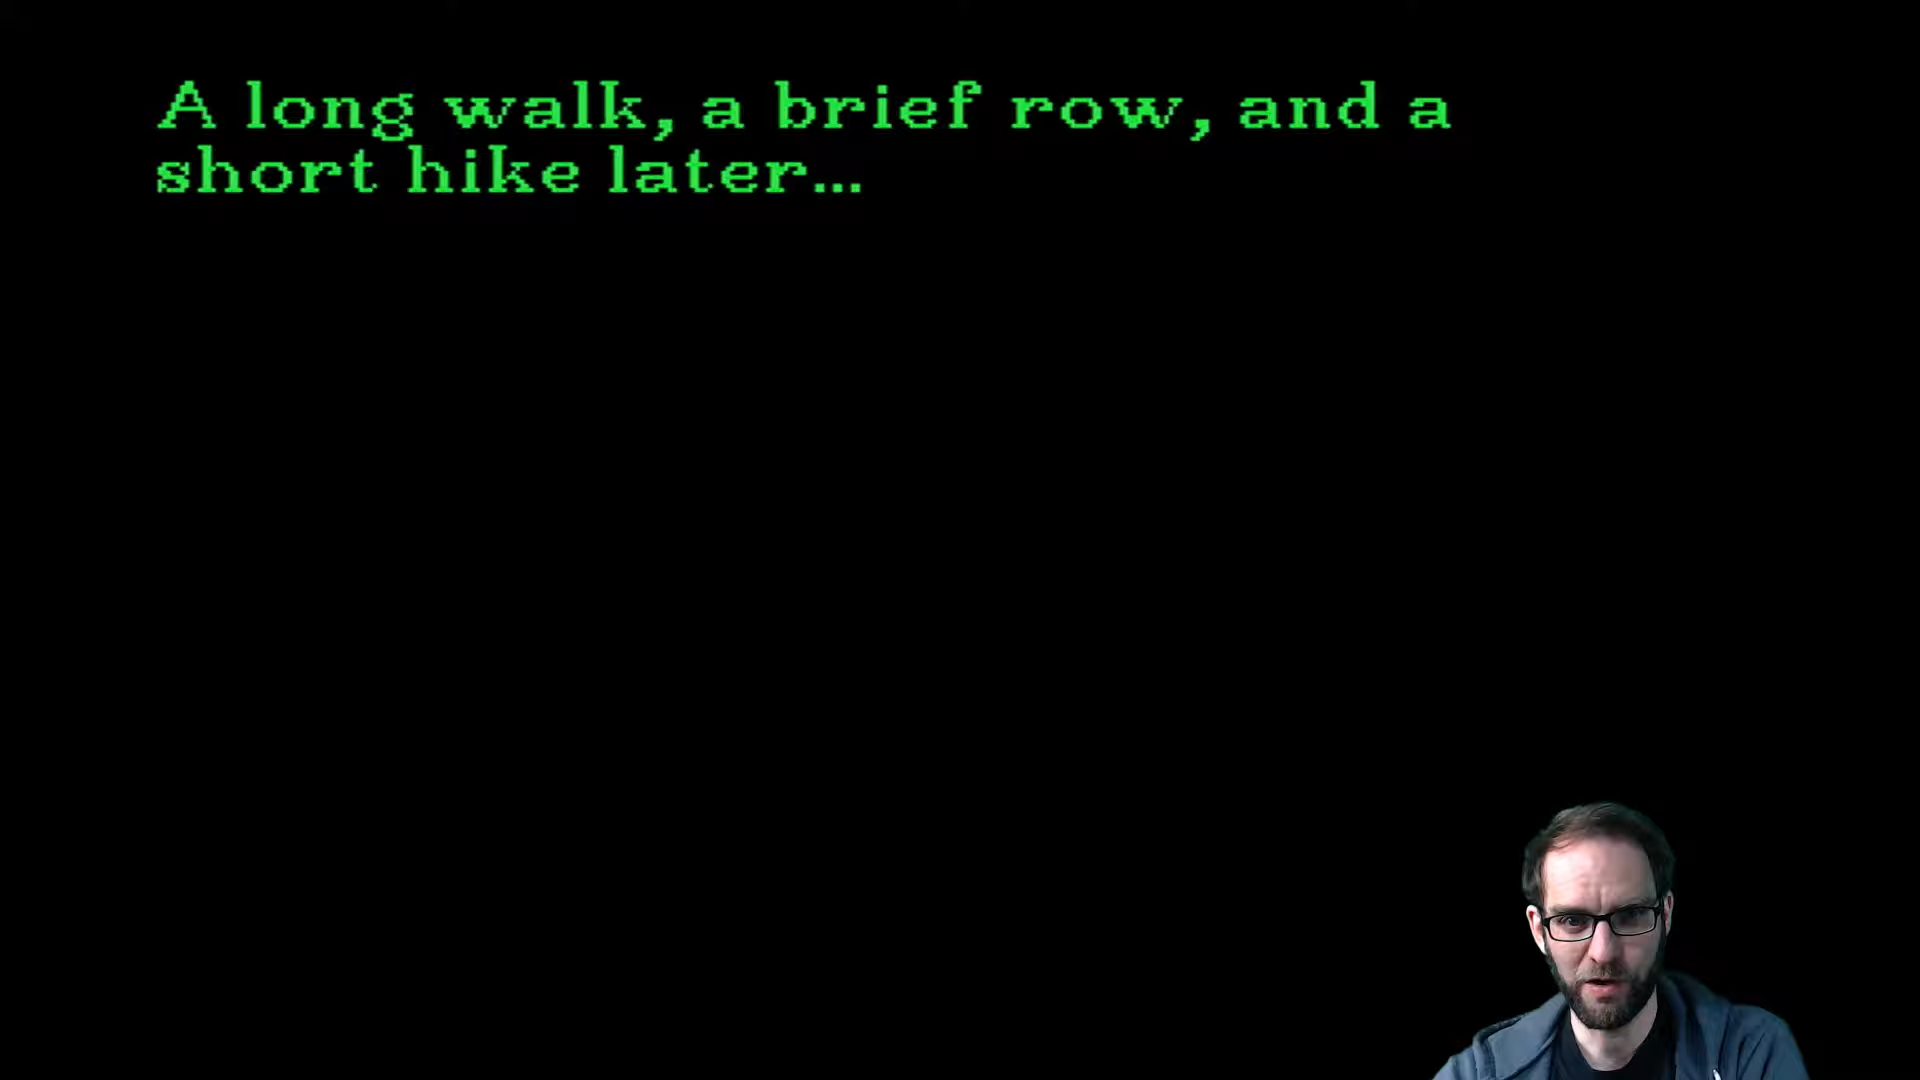 A long walk, a brief row, and a
short hike later...